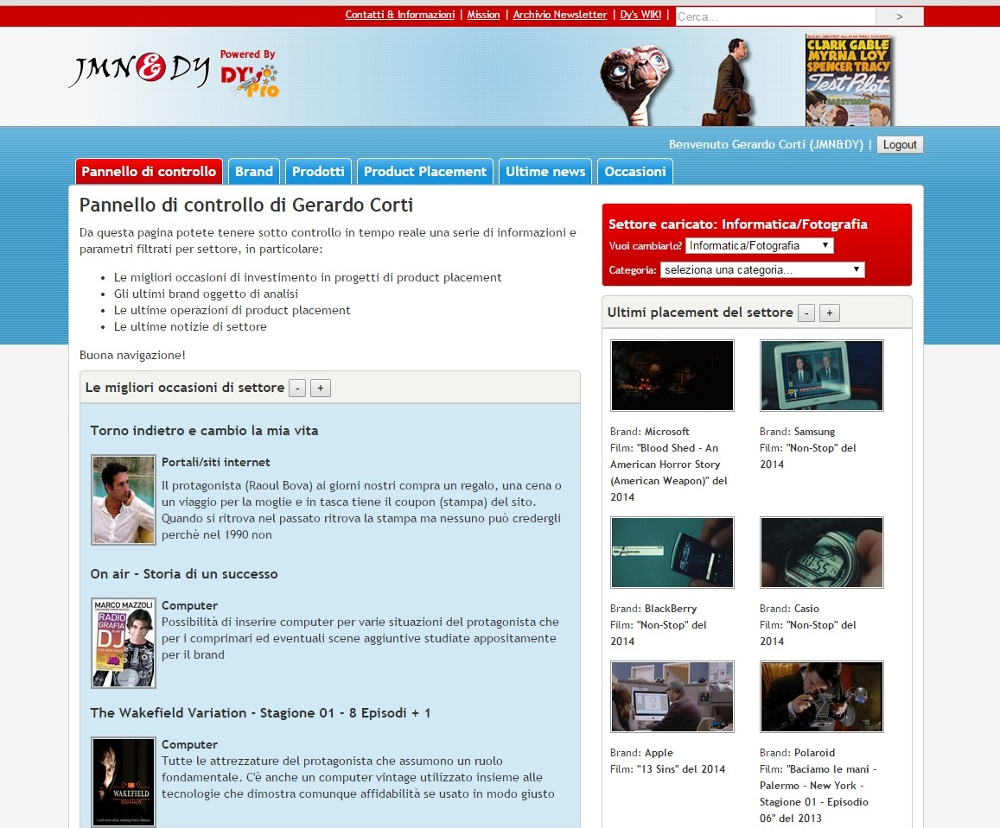 Contatti & Informazioni | Mission | Archivio Newsletter | Dy's WIKI |
Cerca...
>
JMN&DY
Powered By
DY's
Pro
CLARK GABLE
MYRNA LOY
SPENCER TRACY
Test Pilot
Benvenuto Gerardo Corti (JMN&DY) | Logout
Pannello di controllo
Brand
Prodotti
Product Placement
Ultime news
Occasioni
Pannello di controllo di Gerardo Corti
Da questa pagina potete tenere sotto controllo in tempo reale una serie di informazioni e
parametri filtrati per settore, in particolare:
• Le migliori occasioni di investimento in progetti di product placement
• Gli ultimi brand oggetto di analisi
• Le ultime operazioni di product placement
• Le ultime notizie di settore
Buona navigazione!
Le migliori occasioni di settore - +
Torno indietro e cambio la mia vita
Portali/siti internet
Il protagonista (Raoul Bova) ai giorni nostri compra un regalo, una cena o
un viaggio per la moglie e in tasca tiene il coupon (stampa) del sito.
Quando si ritrova nel passato ritrova la stampa ma nessuno può credergli
perchè nel 1990 non
On air - Storia di un successo
MARCO MAZZOLI
RADIO
GRAFIA
DJ
Computer
Possibilità di inserire computer per varie situazioni del protagonista che
per i comprimari ed eventuali scene aggiuntive studiate appositamente
per il brand
The Wakefield Variation - Stagione 01 - 8 Episodi + 1
WAKEFIELD
VARIATION
Computer
Tutte le attrezzature del protagonista che assumono un ruolo
fondamentale. C'è anche un computer vintage utilizzato insieme alle
tecnologie che dimostra comunque affidabilità se usato in modo giusto
Settore caricato: Informatica/Fotografia
Vuoi cambiarlo? Informatica/Fotografia
Categoria: seleziona una categoria...
Ultimi placement del settore - +
Brand: Microsoft
Film: "Blood Shed - An
American Horror Story
(American Weapon)" del
2014
Brand: Samsung
Film: "Non-Stop" del
2014
Brand: BlackBerry
Film: "Non-Stop" del
2014
10:55
Brand: Casio
Film: "Non-Stop" del
2014
Brand: Apple
Film: "13 Sins" del 2014
Brand: Polaroid
Film: "Baciamo le mani -
Palermo - New York -
Stagione 01 - Episodio
06" del 2013